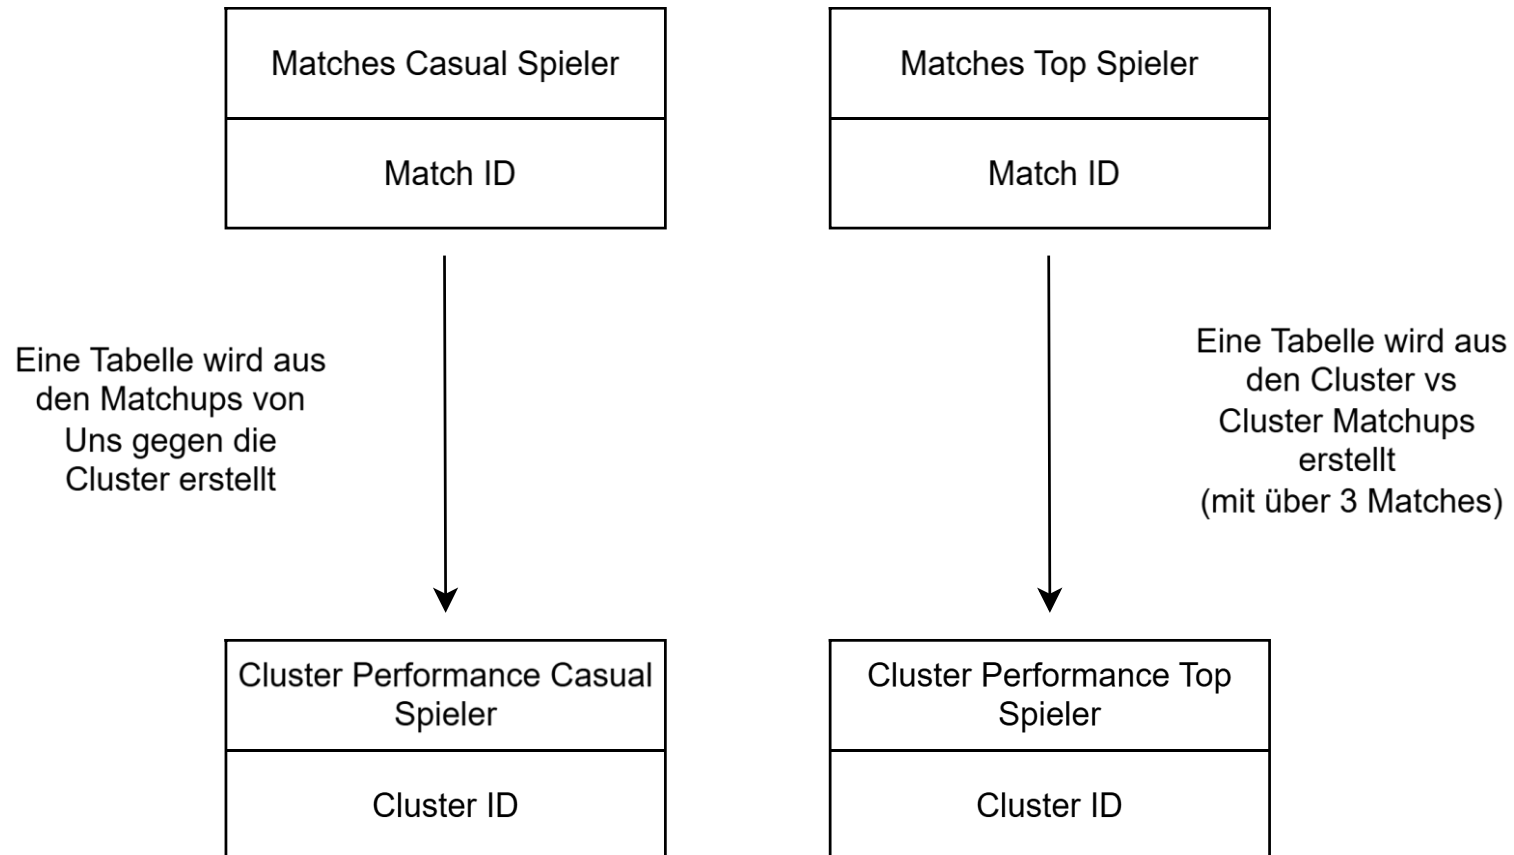 Matches Casual Spieler
Match ID
Matches Top Spieler
Match ID
Eine Tabelle wird aus
den Matchups von
Uns gegen die
Cluster erstellt
Eine Tabelle wird aus
den Cluster vs
Cluster Matchups
erstellt
(mit über 3 Matches)
Cluster Performance Casual
Spieler
Cluster ID
Cluster Performance Top
Spieler
Cluster ID